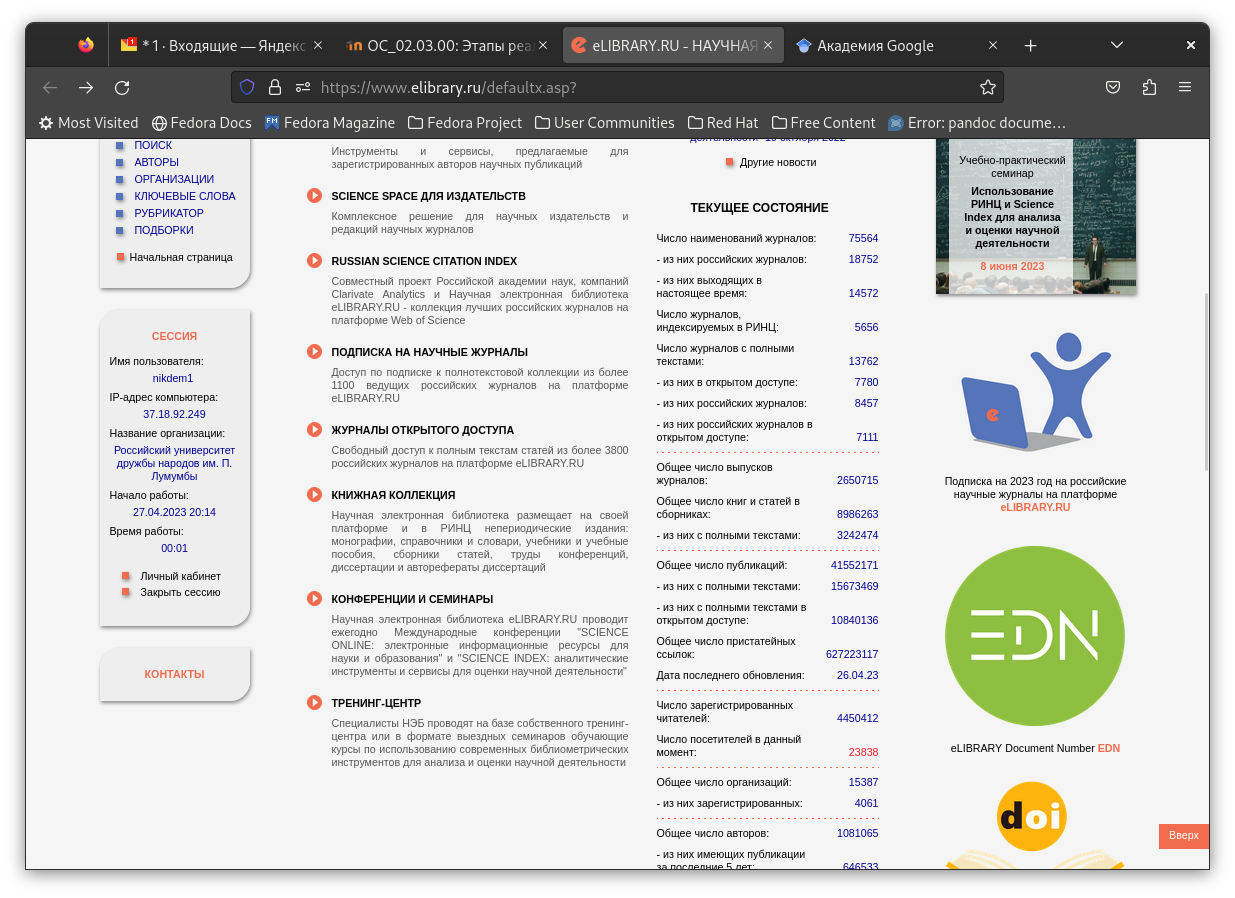 * 1 · Входящие — Яндекс
ОС_02.03.00: Этапы реа
eLIBRARY.RU - НАУЧНАЯ
Академия Google
https://www.elibrary.ru/defaultx.asp?
Most Visited
Fedora Docs
Fedora Magazine
Fedora Project
User Communities
Red Hat
Free Content
Error: pandoc docume…
ПОИСК
АВТОРЫ
ОРГАНИЗАЦИИ
КЛЮЧЕВЫЕ СЛОВА
РУБРИКАТОР
ПОДБОРКИ
Начальная страница
СЕССИЯ
Имя пользователя:
nikdem1
IP-адрес компьютера:
37.18.92.249
Название организации:
Российский университет
дружбы народов им. П.
Лумумбы
Начало работы:
27.04.2023 20:14
Время работы:
00:01
Личный кабинет
Закрыть сессию
КОНТАКТЫ
Инструменты и сервисы, предлагаемые для
зарегистрированных авторов научных публикаций
SCIENCE SPACE ДЛЯ ИЗДАТЕЛЬСТВ
Комплексное решение для научных издательств и
редакций научных журналов
RUSSIAN SCIENCE CITATION INDEX
Совместный проект Российской академии наук, компаний
Clarivate Analytics и Научная электронная библиотека
eLIBRARY.RU - коллекция лучших российских журналов на
платформе Web of Science
ПОДПИСКА НА НАУЧНЫЕ ЖУРНАЛЫ
Доступ по подписке к полнотекстовой коллекции из более
1100 ведущих российских журналов на платформе
eLIBRARY.RU
ЖУРНАЛЫ ОТКРЫТОГО ДОСТУПА
Свободный доступ к полным текстам статей из более 3800
российских журналов на платформе eLIBRARY.RU
КНИЖНАЯ КОЛЛЕКЦИЯ
Научная электронная библиотека размещает на своей
платформе и в РИНЦ непериодические издания:
монографии, справочники и словари, учебники и учебные
пособия, сборники статей, труды конференций,
диссертации и авторефераты диссертаций
КОНФЕРЕНЦИИ И СЕМИНАРЫ
Научная электронная библиотека eLIBRARY.RU проводит
ежегодно Международные конференции "SCIENCE
ONLINE: электронные информационные ресурсы для
науки и образования" и "SCIENCE INDEX: аналитические
инструменты и сервисы для оценки научной деятельности"
ТРЕНИНГ-ЦЕНТР
Специалисты НЭБ проводят на базе собственного тренинг-
центра или в формате выездных семинаров обучающие
курсы по использованию современных библиометрических
инструментов для анализа и оценки научной деятельности
Другие новости
ТЕКУЩЕЕ СОСТОЯНИЕ
Число наименований журналов: 75564
- из них российских журналов: 18752
- из них выходящих в
настоящее время: 14572
Число журналов,
индексируемых в РИНЦ: 5656
Число журналов с полными
текстами: 13762
- из них в открытом доступе: 7780
- из них российских журналов: 8457
- из них российских журналов в
открытом доступе: 7111
Общее число выпусков
журналов: 2650715
Общее число книг и статей в
сборниках: 8986263
- из них с полными текстами: 3242474
Общее число публикаций: 41552171
- из них с полными текстами: 15673469
- из них с полными текстами в
открытом доступе: 10840136
Общее число пристатейных
ссылок: 627223117
Дата последнего обновления: 26.04.23
Число зарегистрированных
читателей: 4450412
Число посетителей в данный
момент: 23838
Общее число организаций: 15387
- из них зарегистрированных: 4061
Общее число авторов: 1081065
- из них имеющих публикации
за последние 5 лет: 646533
Учебно-практический
семинар
Использование
РИНЦ и Science
Index для анализа
и оценки научной
деятельности
8 июня 2023
Подписка на 2023 год на российские
научные журналы на платформе
eLIBRARY.RU
EDN
eLIBRARY Document Number EDN
doi
Вверх